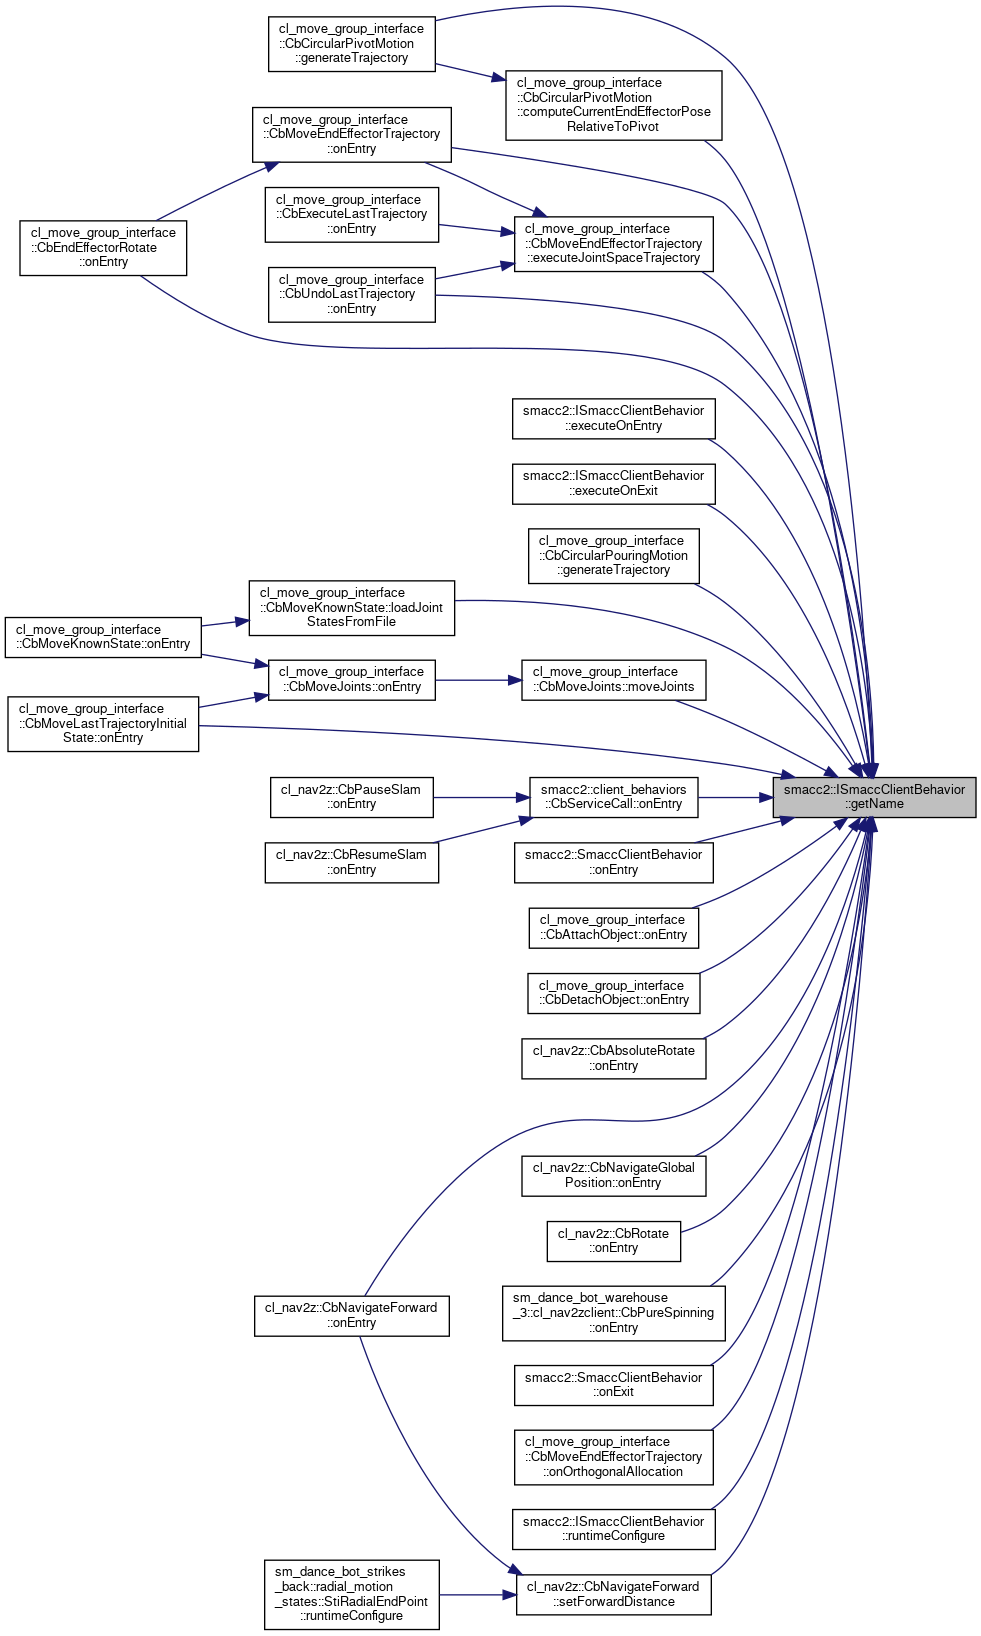 cl_move_group_interface
::CbCircularPivotMotion
::generateTrajectory
cl_move_group_interface
::CbCircularPivotMotion
::computeCurrentEndEffectorPose
RelativeToPivot
cl_move_group_interface
::CbMoveEndEffectorTrajectory
::onEntry
cl_move_group_interface
::CbExecuteLastTrajectory
::onEntry
cl_move_group_interface
::CbEndEffectorRotate
::onEntry
cl_move_group_interface
::CbMoveEndEffectorTrajectory
::executeJointSpaceTrajectory
cl_move_group_interface
::CbUndoLastTrajectory
::onEntry
smacc2::ISmaccClientBehavior
::executeOnEntry
smacc2::ISmaccClientBehavior
::executeOnExit
cl_move_group_interface
::CbCircularPouringMotion
::generateTrajectory
cl_move_group_interface
::CbMoveKnownState::loadJoint
StatesFromFile
cl_move_group_interface
::CbMoveKnownState::onEntry
cl_move_group_interface
::CbMoveJoints::onEntry
cl_move_group_interface
::CbMoveJoints::moveJoints
cl_move_group_interface
::CbMoveLastTrajectoryInitial
State::onEntry
cl_nav2z::CbPauseSlam
::onEntry
smacc2::client_behaviors
::CbServiceCall::onEntry
smacc2::ISmaccClientBehavior
::getName
cl_nav2z::CbResumeSlam
::onEntry
smacc2::SmaccClientBehavior
::onEntry
cl_move_group_interface
::CbAttachObject::onEntry
cl_move_group_interface
::CbDetachObject::onEntry
cl_nav2z::CbAbsoluteRotate
::onEntry
cl_nav2z::CbNavigateGlobal
Position::onEntry
cl_nav2z::CbRotate
::onEntry
cl_nav2z::CbNavigateForward
::onEntry
sm_dance_bot_warehouse
_3::cl_nav2zclient::CbPureSpinning
::onEntry
smacc2::SmaccClientBehavior
::onExit
cl_move_group_interface
::CbMoveEndEffectorTrajectory
::onOrthogonalAllocation
smacc2::ISmaccClientBehavior
::runtimeConfigure
sm_dance_bot_strikes
_back::radial_motion
_states::StiRadialEndPoint
::runtimeConfigure
cl_nav2z::CbNavigateForward
::setForwardDistance